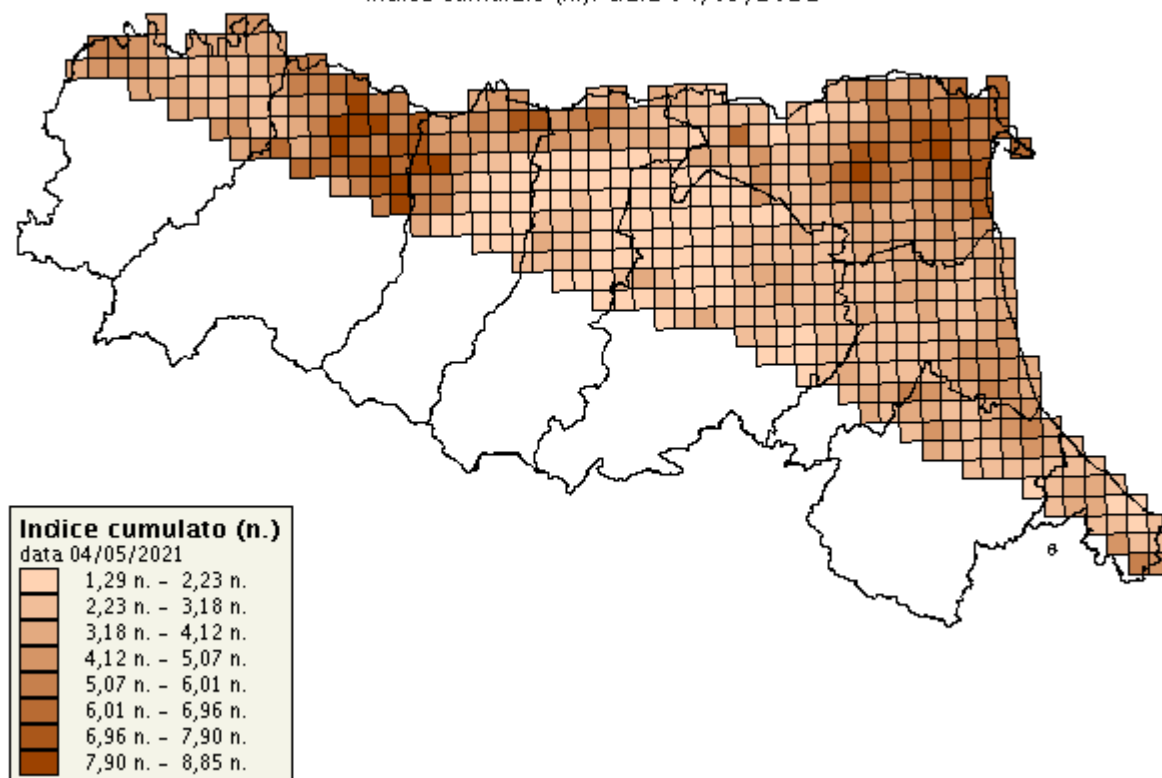 Indice cumulato (n.)
data 04/05/2021
1,29 n. – 2,23 n.
2,23 n. – 3,18 n.
3,18 n. – 4,12 n.
4,12 n. – 5,07 n.
5,07 n. – 6,01 n.
6,01 n. – 6,96 n.
6,96 n. – 7,90 n.
7,90 n. – 8,85 n.